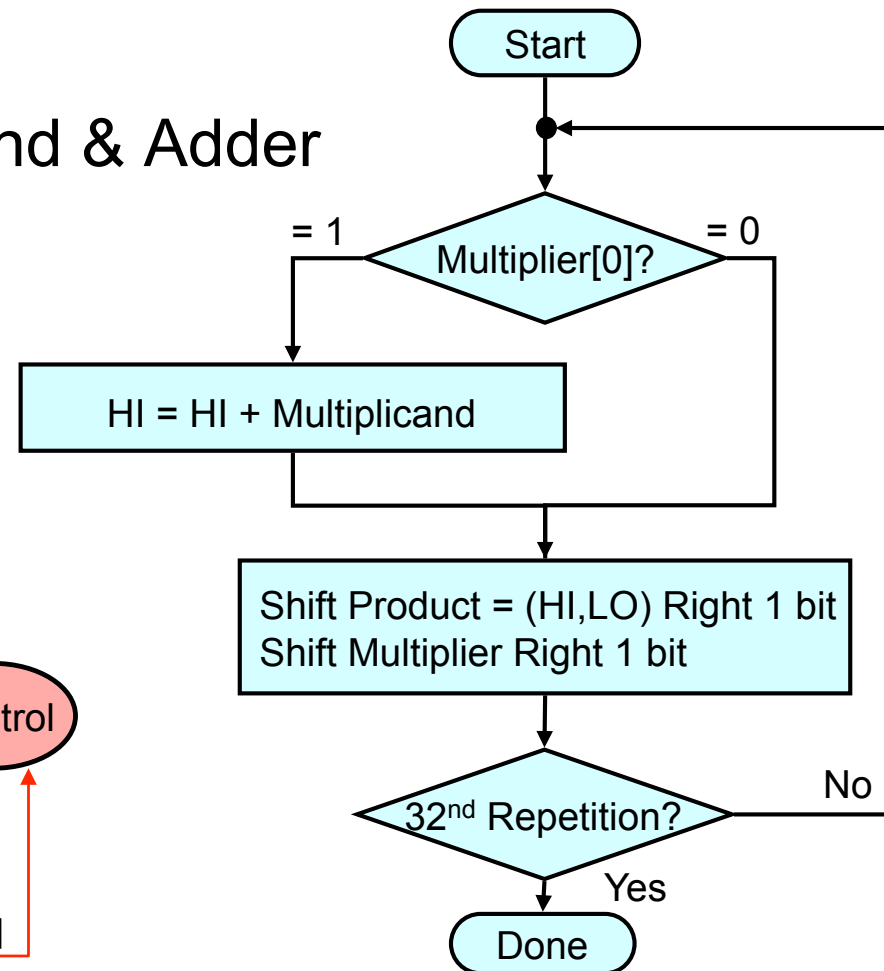 Start
nd & Adder
= 1
= 0
Multiplier[0]?
HI = HI + Multiplicand
Shift Product = (HI,LO) Right 1 bit
Shift Multiplier Right 1 bit
trol
32nd Repetition?
No
Yes
Done